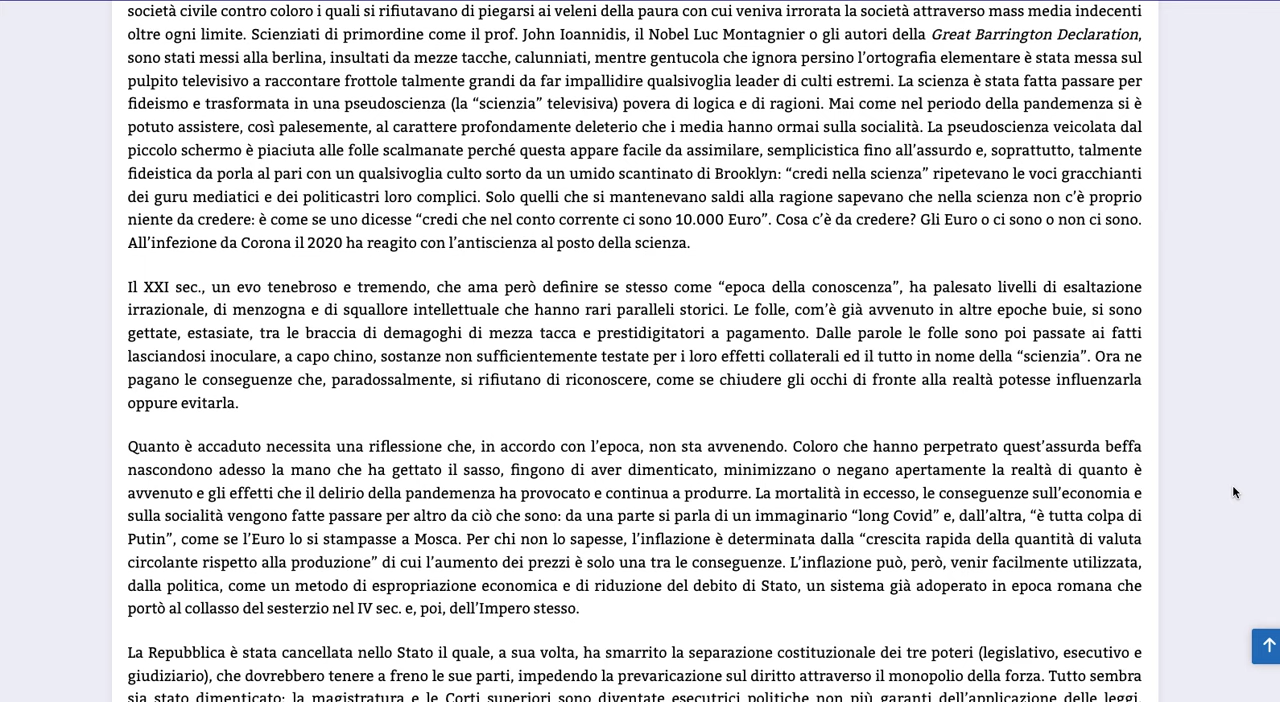 società civile contro coloro i quali si rifiutavano di piegarsi ai veleni della paura con cui veniva irrorata la società attraverso mass media indecenti
oltre ogni limite. Scienziati di primordine come il prof. John Ioannidis, il Nobel Luc Montagnier o gli autori della Great Barrington Declaration,
sono stati messi alla berlina, insultati da mezze tacche, calunniati, mentre gentucola che ignora persino l’ortografia elementare è stata messa sul
pulpito televisivo a raccontare frottole talmente grandi da far impallidire qualsivoglia leader di culti estremi. La scienza è stata fatta passare per
fideismo e trasformata in una pseudoscienza (la “scienzia” televisiva) povera di logica e di ragioni. Mai come nel periodo della pandemenza si è
potuto assistere, così palesemente, al carattere profondamente deleterio che i media hanno ormai sulla socialità. La pseudoscienza veicolata dal
piccolo schermo è piaciuta alle folle scalmanate perché questa appare facile da assimilare, semplicistica fino all’assurdo e, soprattutto, talmente
fideistica da porla al pari con un qualsivoglia culto sorto da un umido scantinato di Brooklyn: “credi nella scienza” ripetevano le voci gracchianti
dei guru mediatici e dei politicastri loro complici. Solo quelli che si mantenevano saldi alla ragione sapevano che nella scienza non c’è proprio
niente da credere: è come se uno dicesse “credi che nel conto corrente ci sono 10.000 Euro”. Cosa c’è da credere? Gli Euro o ci sono o non ci sono.
All’infezione da Corona il 2020 ha reagito con l’antiscienza al posto della scienza.
Il XXI sec., un evo tenebroso e tremendo, che ama però definire se stesso come “epoca della conoscenza”, ha palesato livelli di esaltazione
irrazionale, di menzogna e di squallore intellettuale che hanno rari paralleli storici. Le folle, com’è già avvenuto in altre epoche buie, si sono
gettate, estasiate, tra le braccia di demagoghi di mezza tacca e prestidigitatori a pagamento. Dalle parole le folle sono poi passate ai fatti
lasciandosi inoculare, a capo chino, sostanze non sufficientemente testate per i loro effetti collaterali ed il tutto in nome della “scienzia”. Ora ne
pagano le conseguenze che, paradossalmente, si rifiutano di riconoscere, come se chiudere gli occhi di fronte alla realtà potesse influenzarla
oppure evitarla.
Quanto è accaduto necessita una riflessione che, in accordo con l’epoca, non sta avvenendo. Coloro che hanno perpetrato quest’assurda beffa
nascondono adesso la mano che ha gettato il sasso, fingono di aver dimenticato, minimizzano o negano apertamente la realtà di quanto è
avvenuto e gli effetti che il delirio della pandemenza ha provocato e continua a produrre. La mortalità in eccesso, le conseguenze sull’economia e
sulla socialità vengono fatte passare per altro da ciò che sono: da una parte si parla di un immaginario “long Covid” e, dall’altra, “è tutta colpa di
Putin”, come se l’Euro lo si stampasse a Mosca. Per chi non lo sapesse, l’inflazione è determinata dalla “crescita rapida della quantità di valuta
circolante rispetto alla produzione” di cui l’aumento dei prezzi è solo una tra le conseguenze. L’inflazione può, però, venir facilmente utilizzata,
dalla politica, come un metodo di espropriazione economica e di riduzione del debito di Stato, un sistema già adoperato in epoca romana che
portò al collasso del sesterzio nel IV sec. e, poi, dell’Impero stesso.
La Repubblica è stata cancellata nello Stato il quale, a sua volta, ha smarrito la separazione costituzionale dei tre poteri (legislativo, esecutivo e
giudiziario), che dovrebbero tenere a freno le sue parti, impedendo la prevaricazione sul diritto attraverso il monopolio della forza. Tutto sembra
sia stato dimenticato: la magistratura e le Corti superiori sono diventate esecutrici politiche non più garanti dell’applicazione delle leggi.